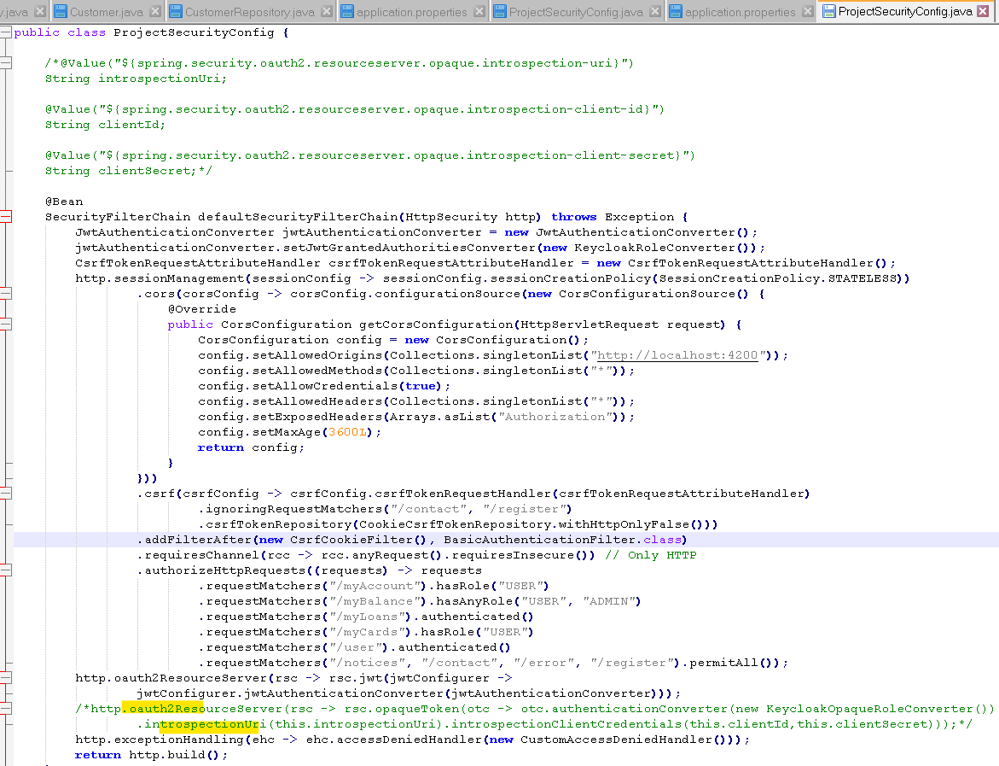 y.java Customer.java CustomerRepository.java application.properties ProjectSecurityConfig.java application.properties ProjectSecurityConfig.java
public class ProjectSecurityConfig {
/*@Value("${spring.security.oauth2.resourceserver.opaque.introspection-uri}")
String introspectionUri;
@Value("${spring.security.oauth2.resourceserver.opaque.introspection-client-id}")
String clientId;
@Value("${spring.security.oauth2.resourceserver.opaque.introspection-client-secret}")
String clientSecret;*/
@Bean
SecurityFilterChain defaultSecurityFilterChain(HttpSecurity http) throws Exception {
JwtAuthenticationConverter jwtAuthenticationConverter = new JwtAuthenticationConverter();
jwtAuthenticationConverter.setJwtGrantedAuthoritiesConverter(new KeycloakRoleConverter());
CsrfTokenRequestAttributeHandler csrfTokenRequestAttributeHandler = new CsrfTokenRequestAttributeHandler();
http.sessionManagement(sessionConfig -> sessionConfig.sessionCreationPolicy(SessionCreationPolicy.STATELESS))
.cors(corsConfig -> corsConfig.configurationSource(new CorsConfigurationSource() {
@Override
public CorsConfiguration getCorsConfiguration(HttpServletRequest request) {
CorsConfiguration config = new CorsConfiguration();
config.setAllowedOrigins(Collections.singletonList("http://localhost:4200"));
config.setAllowedMethods(Collections.singletonList("*"));
config.setAllowCredentials(true);
config.setAllowedHeaders(Collections.singletonList("*"));
config.setExposedHeaders(Arrays.asList("Authorization"));
config.setMaxAge(3600L);
return config;
}
}))
.csrf(csrfConfig -> csrfConfig.csrfTokenRequestHandler(csrfTokenRequestAttributeHandler)
.ignoringRequestMatchers("/contact", "/register")
.csrfTokenRepository(CookieCsrfTokenRepository.withHttpOnlyFalse()))
.addFilterAfter(new CsrfCookieFilter(), BasicAuthenticationFilter.class)
.requiresChannel(rcc -> rcc.anyRequest().requiresInsecure()) // Only HTTP
.authorizeHttpRequests((requests) -> requests
.requestMatchers("/myAccount").hasRole("USER")
.requestMatchers("/myBalance").hasAnyRole("USER", "ADMIN")
.requestMatchers("/myLoans").authenticated()
.requestMatchers("/myCards").hasRole("USER")
.requestMatchers("/user").authenticated()
.requestMatchers("/notices", "/contact", "/error", "/register").permitAll());
http.oauth2ResourceServer(rsc -> rsc.jwt(jwtConfigurer ->
jwtConfigurer.jwtAuthenticationConverter(jwtAuthenticationConverter)));
/*http.oauth2ResourceServer(rsc -> rsc.opaqueToken(otc -> otc.authenticationConverter(new KeycloakOpaqueRoleConverter())
.introspectionUri(this.introspectionUri).introspectionClientCredentials(this.clientId,this.clientSecret)));*/
http.exceptionHandling(ehc -> ehc.accessDeniedHandler(new CustomAccessDeniedHandler()));
return http.build();